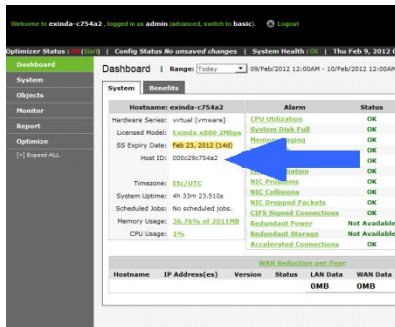 Welcome to exinda-c754a2 , logged in as admin (advanced, switch to basic). Logout
Optimizer Status : (Start) | Config Status No unsaved changes | System Health : OK | Thu Feb 9, 2012
Dashboard
System
Objects
Monitor
Report
Optimize
[+] Expand ALL
Dashboard | Range: Today 09/Feb/2012 12:00AM - 10/Feb/2012 12:00AM
System Benefits
Hostname: exinda-c754a2
Hardware Series: virtual [vmware]
Licensed Model: Exinda x800 2Mbps
SS Expiry Date: Feb 23, 2012 (14d)
Host ID: 000c29c754a2
Timezone: Etc/UTC
System Uptime: 4h 33m 23.510s
Scheduled Jobs: No scheduled jobs.
Memory Usage: 36.76% of 2011MB
CPU Usage: 1%
Alarm Status
CPU Utilization OK
System Disk Full OK
Memory Paging OK
OK
OK
NIC Problems OK
NIC Collisions OK
NIC Dropped Packets OK
CIFS Signed Connections OK
Redundant Power Not Available
Redundant Storage Not Available
Accelerated Connections OK
WAN Reduction per Peer
Hostname IP Address(es) Version Status LAN Data WAN Data
0MB 0MB